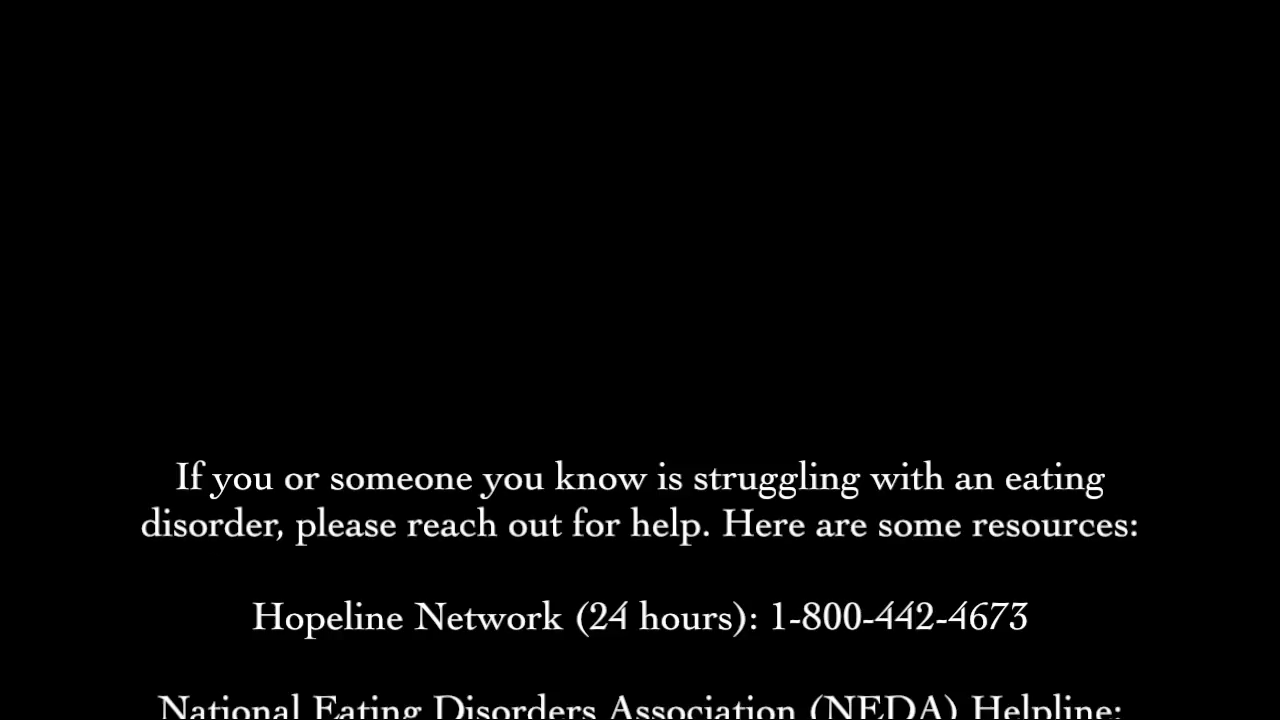 If you or someone you know is struggling with an eating
disorder, please reach out for help. Here are some resources:
Hopeline Network (24 hours): 1-800-442-4673
National Eating Disorders Association (NEDA) Helpline: